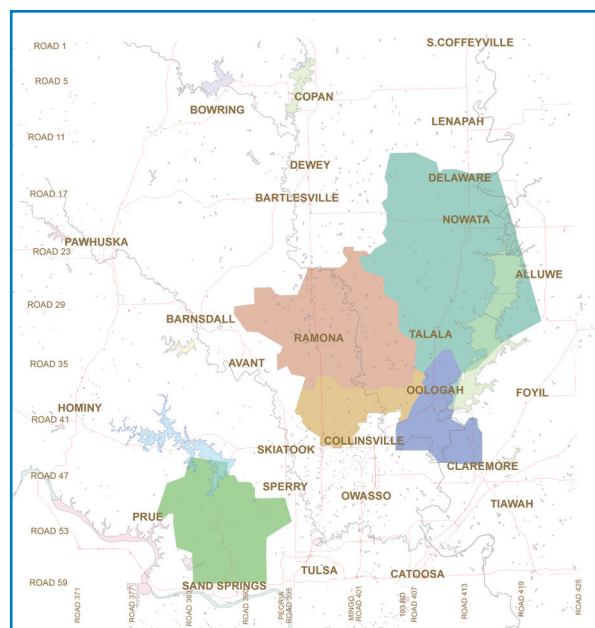 ROAD 1
S.COFFEYVILLE
ROAD 5
COPAN
BOWRING
LENAPAH
ROAD 11
DEWEY
DELAWARE
ROAD 17
BARTLESVILLE
NOWATA
PAWHUSKA
ROAD 23
ALLUWE
ROAD 29
BARNSDALL
RAMONA
TALALA
ROAD 35
AVANT
OOLOGAH
FOYIL
HOMINY
ROAD 41
COLLINSVILLE
SKIATOOK
CLAREMORE
ROAD 47
SPERRY
OWASSO
TIAWAH
PRUE
ROAD 53
TULSA
CATOOSA
ROAD 59
SAND SPRINGS
ROAD 371
ROAD 377
ROAD 383
ROAD 390
PEORIA
ROAD 395
MINGO
ROAD 401
193 RD
ROAD 407
ROAD 413
ROAD 419
ROAD 425